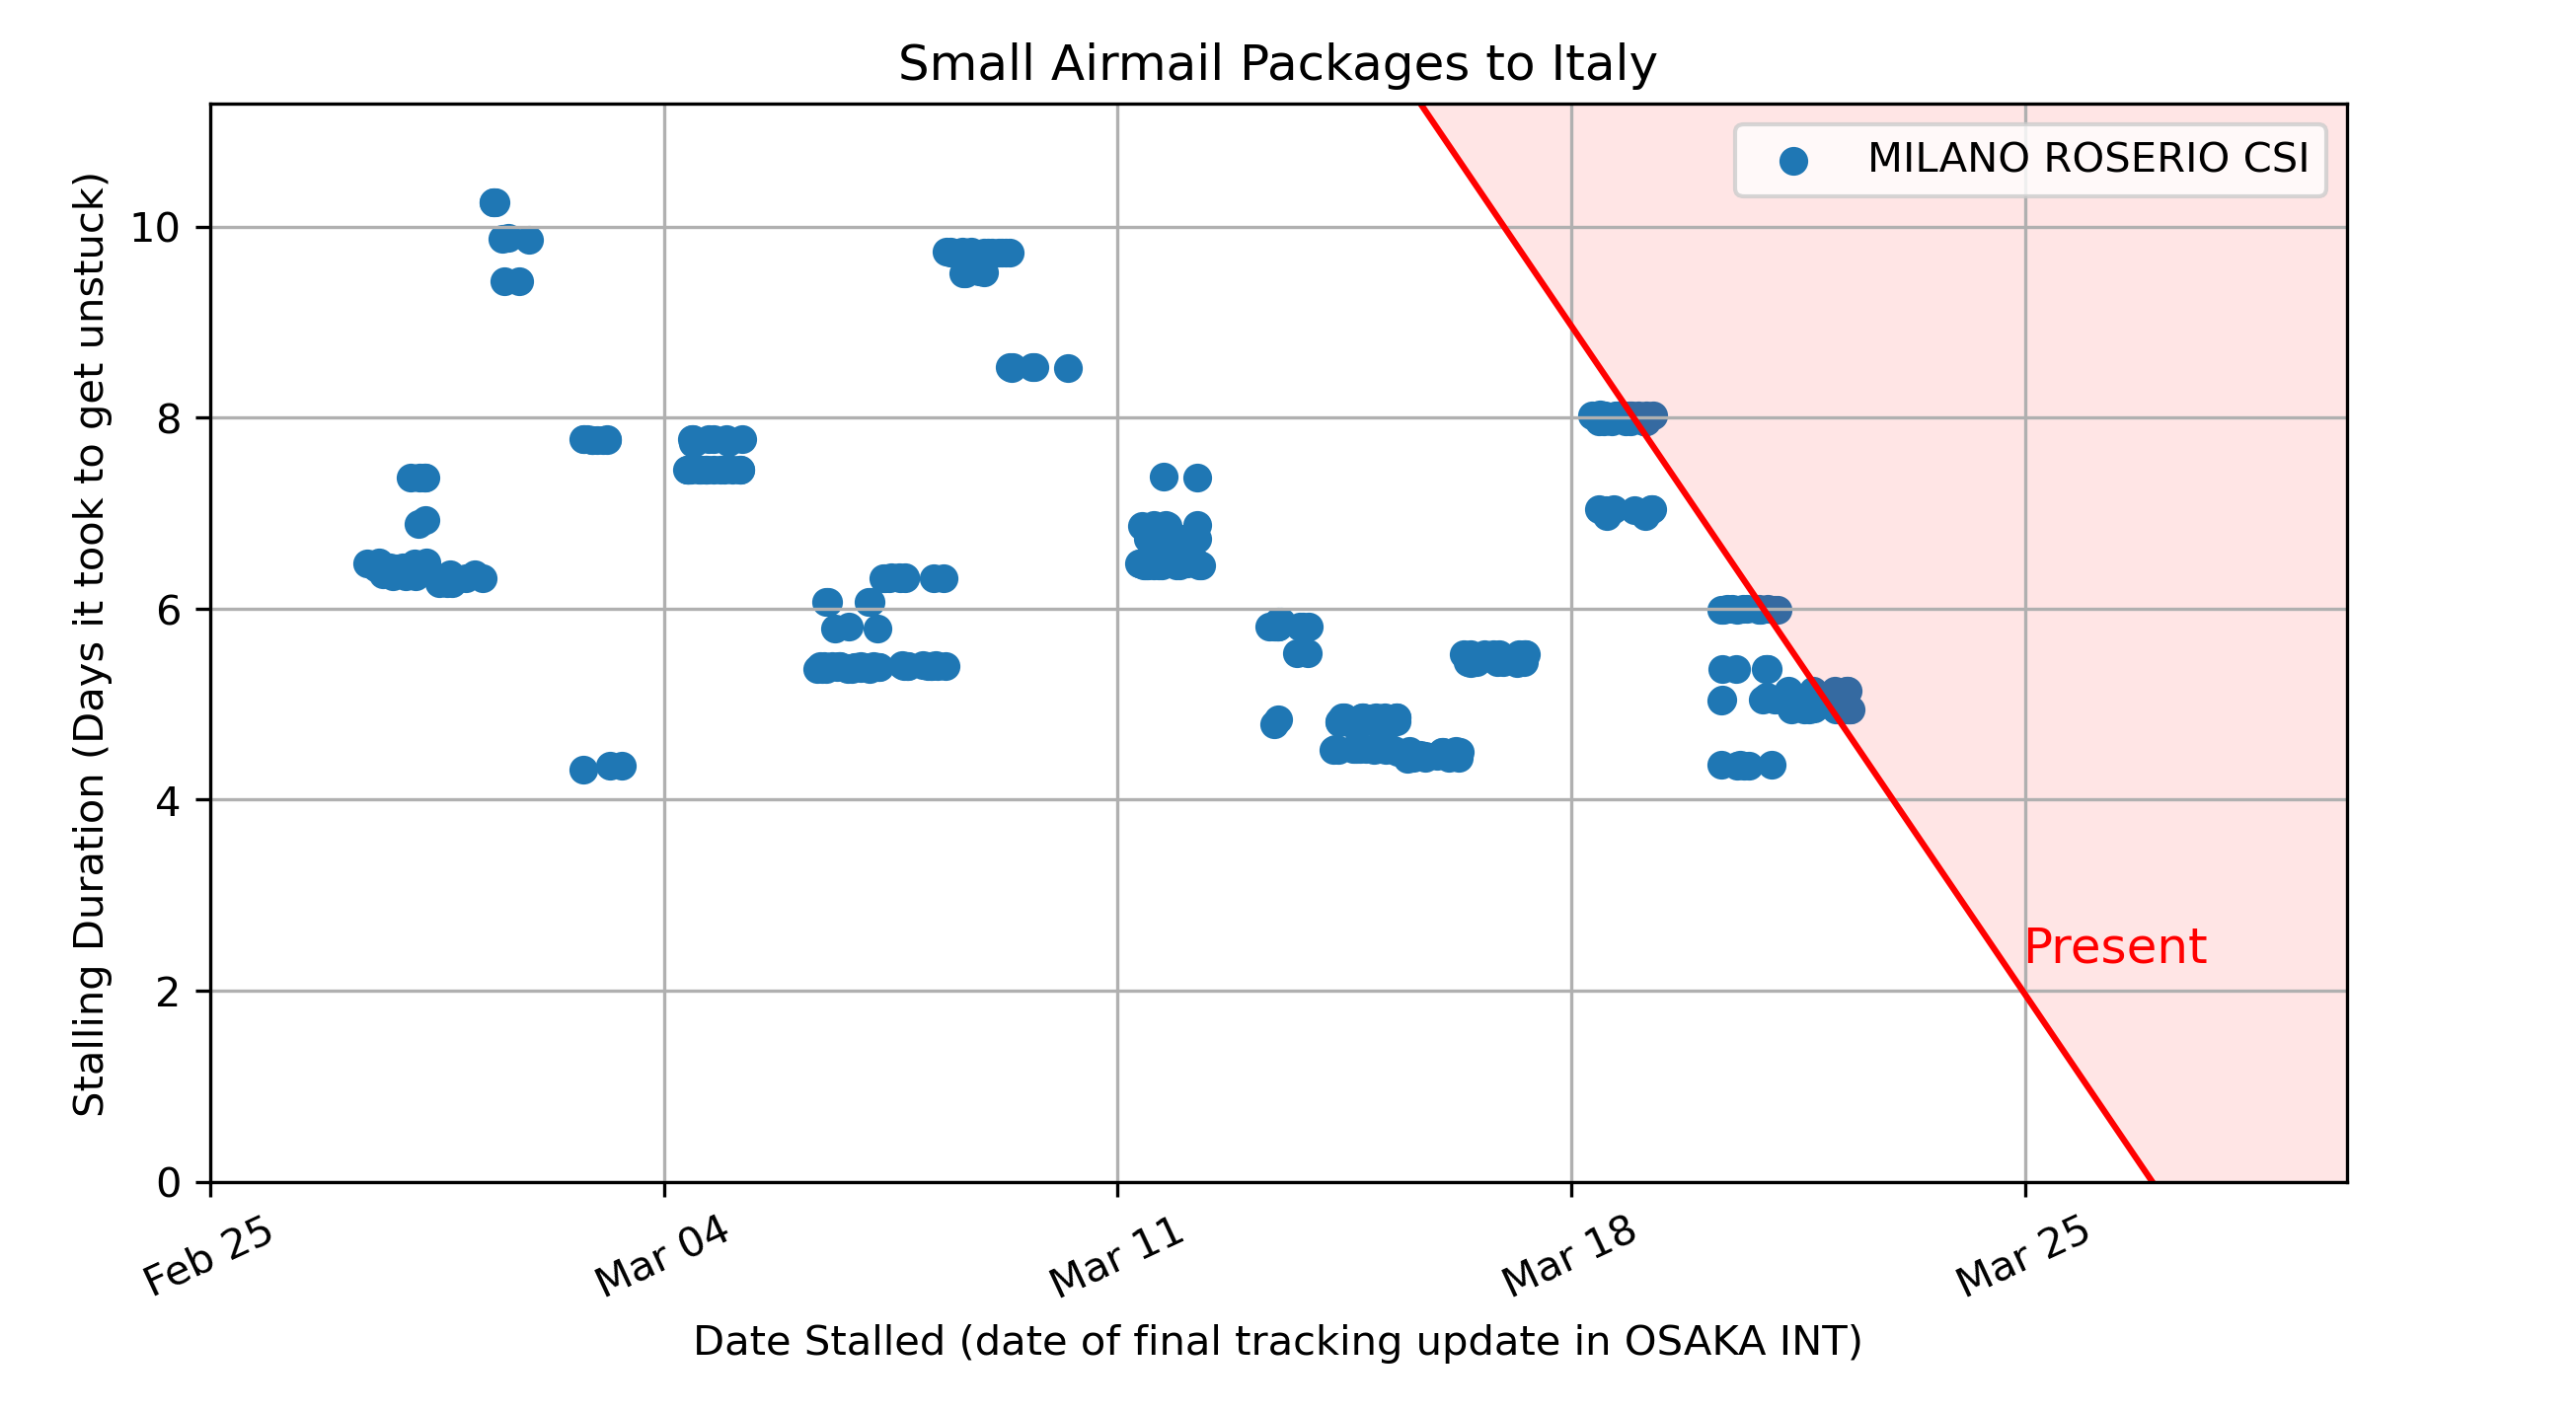 Small Airmail Packages to Italy
MILANO ROSERIO CSI
Stalling Duration (Days it took to get unstuck)
10
8
6
4
2
0
Present
Feb 25
Mar 04
Mar 11
Mar 18
Mar 25
Date Stalled (date of final tracking update in OSAKA INT)